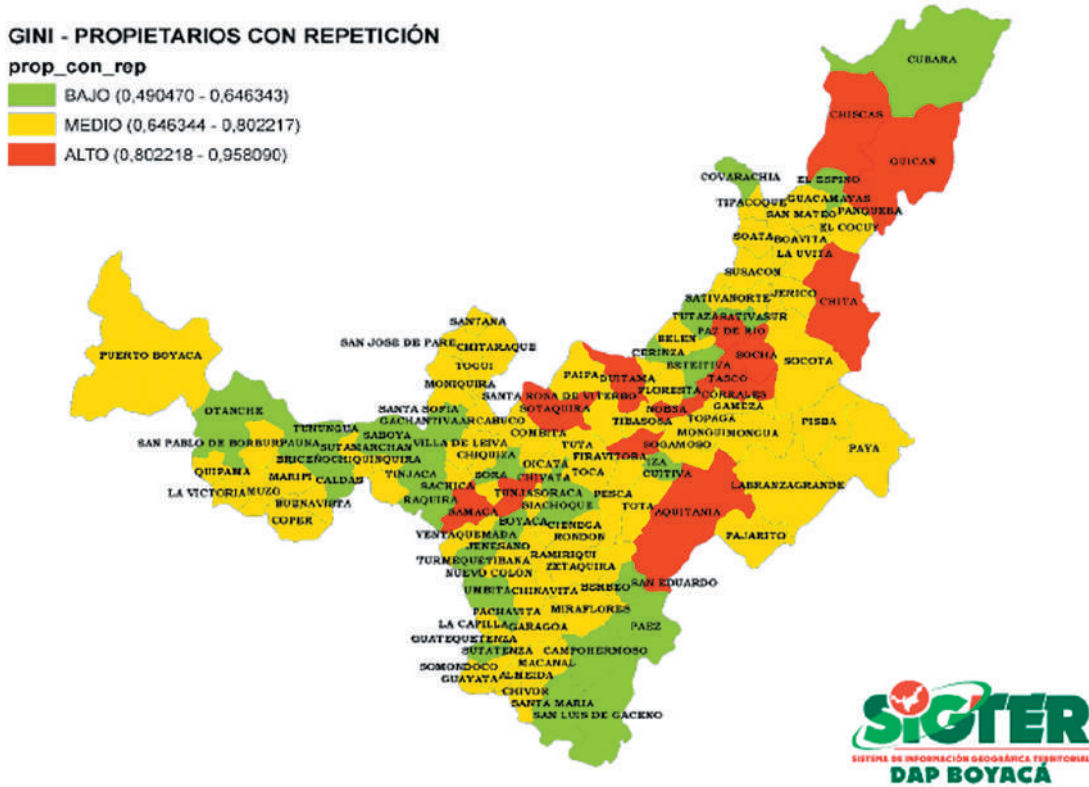 GINI - PROPIETARIOS CON REPETICIÓN
prop_con_rep
BAJO (0,490470 - 0,646343)
MEDIO (0,646344 - 0,802217)
ALTO (0,802218 - 0,958090)
CUBARA
CHISCAS
GUICAN
COVARACHIA
EL ESPINO
TIPACOQUE
GUACAMAYAS
SAN MATEO
PANQUEBA
EL COCUY
SOATA
BOAVITA
LA UVITA
SUSACON
SATIVANORTE
JERICO
CHITA
TUTAZA
SATIVASUR
PAZ DE RIO
BELEN
CERINZA
SOCHA
SOCOTA
BETEITIVA
TASCO
PUERTO BOYACA
SANTANA
SAN JOSE DE PARE
CHITARAQUE
TOGUI
MONIQUIRA
PAIPA
DUITAMA
FLORESTA
CORRALES
SANTA ROSA DE VITERBO
NOBSA
GAMEZA
OTANCHE
SANTA SOFIA
SOTAQUIRA
TIBASOSA
TOPAGA
PISBA
TUNUNGUA
GACHANTIVA
ARCABUCO
COMBITA
MONGUI
MONGUA
SAN PABLO DE BORBUR
PAUNA
SABOYA
SUTAMARCHAN
VILLA DE LEIVA
TUTA
SOGAMOSO
PAYA
BRICEÑO
CHIQUINQUIRA
CHIQUIZA
FIRAVITOBA
IZA
QUIPAMA
MARIPI
CALDAS
TINJACA
SORA
OICATA
TOCA
CUITIVA
LA VICTORIA
MUZO
SACHICA
CHIVATA
LABRANZAGRANDE
BUENAVISTA
RAQUIRA
TUNJA
SORACA
PESCA
COPER
SAMACA
SIACHOQUE
TOTA
AQUITANIA
BOYACA
CIENEGA
VENTAQUEMADA
RONDON
PAJARITO
JENESANO
RAMIRIQUI
TURMEQUE
TIBANA
ZETAQUIRA
NUEVO COLON
SAN EDUARDO
UMBITA
CHINAVITA
BERBEO
PACHAVITA
MIRAFLORES
LA CAPILLA
GARAGOA
PAEZ
GUATEQUE
TENZA
SUTATENZA
CAMPOHERMOSO
SOMONDOCO
MACANAL
GUAYATA
ALMEIDA
CHIVOR
SANTA MARIA
SAN LUIS DE GACENO
SIGTER
SISTEMA DE INFORMACIÓN GEOGRÁFICA TERRITORIAL
DAP BOYACÁ